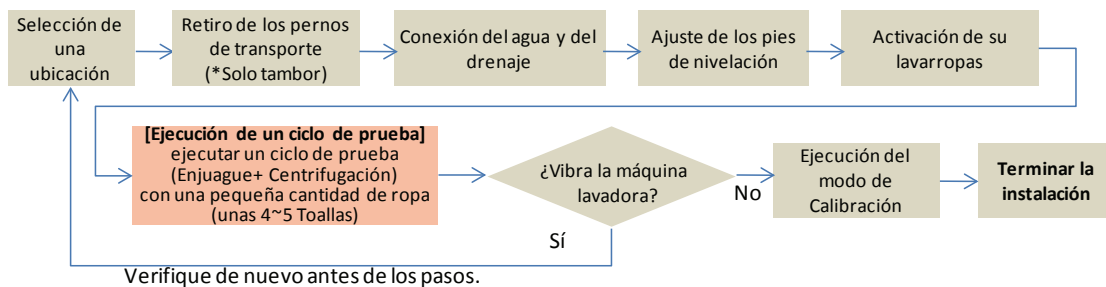 Selección de
una
ubicación
Retiro de los pernos
de transporte
(*Solo tambor)
Conexión del agua y del
drenaje
Ajuste de los pies
de nivelación
Activación de su
lavarropas
[Ejecución de un ciclo de prueba]
ejecutar un ciclo de prueba
(Enjuague+ Centrifugación)
con una pequeña cantidad de ropa
(unas 4~5 Toallas)
¿Vibra la máquina
lavadora?
No
Ejecución del
modo de
Calibración
Terminar la
instalación
Sí
Verifique de nuevo antes de los pasos.